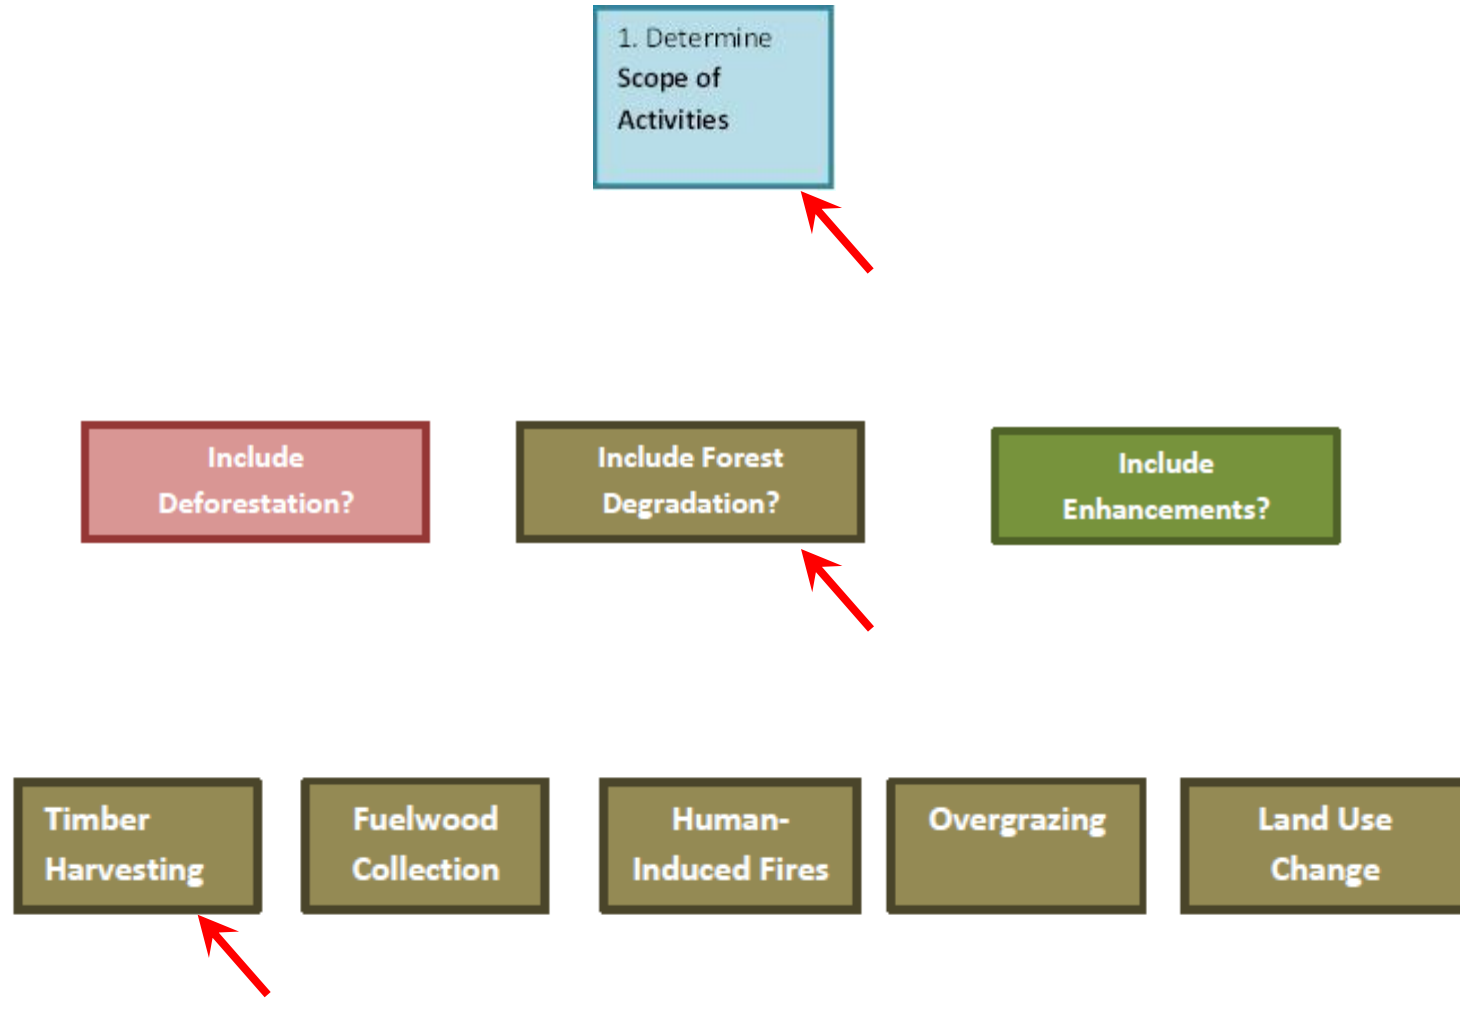 1. Determine
Scope of
Activities
Include
Deforestation?
Include Forest
Degradation?
Include
Enhancements?
Timber
Harvesting
Fuelwood
Collection
Human-
Induced Fires
Overgrazing
Land Use
Change